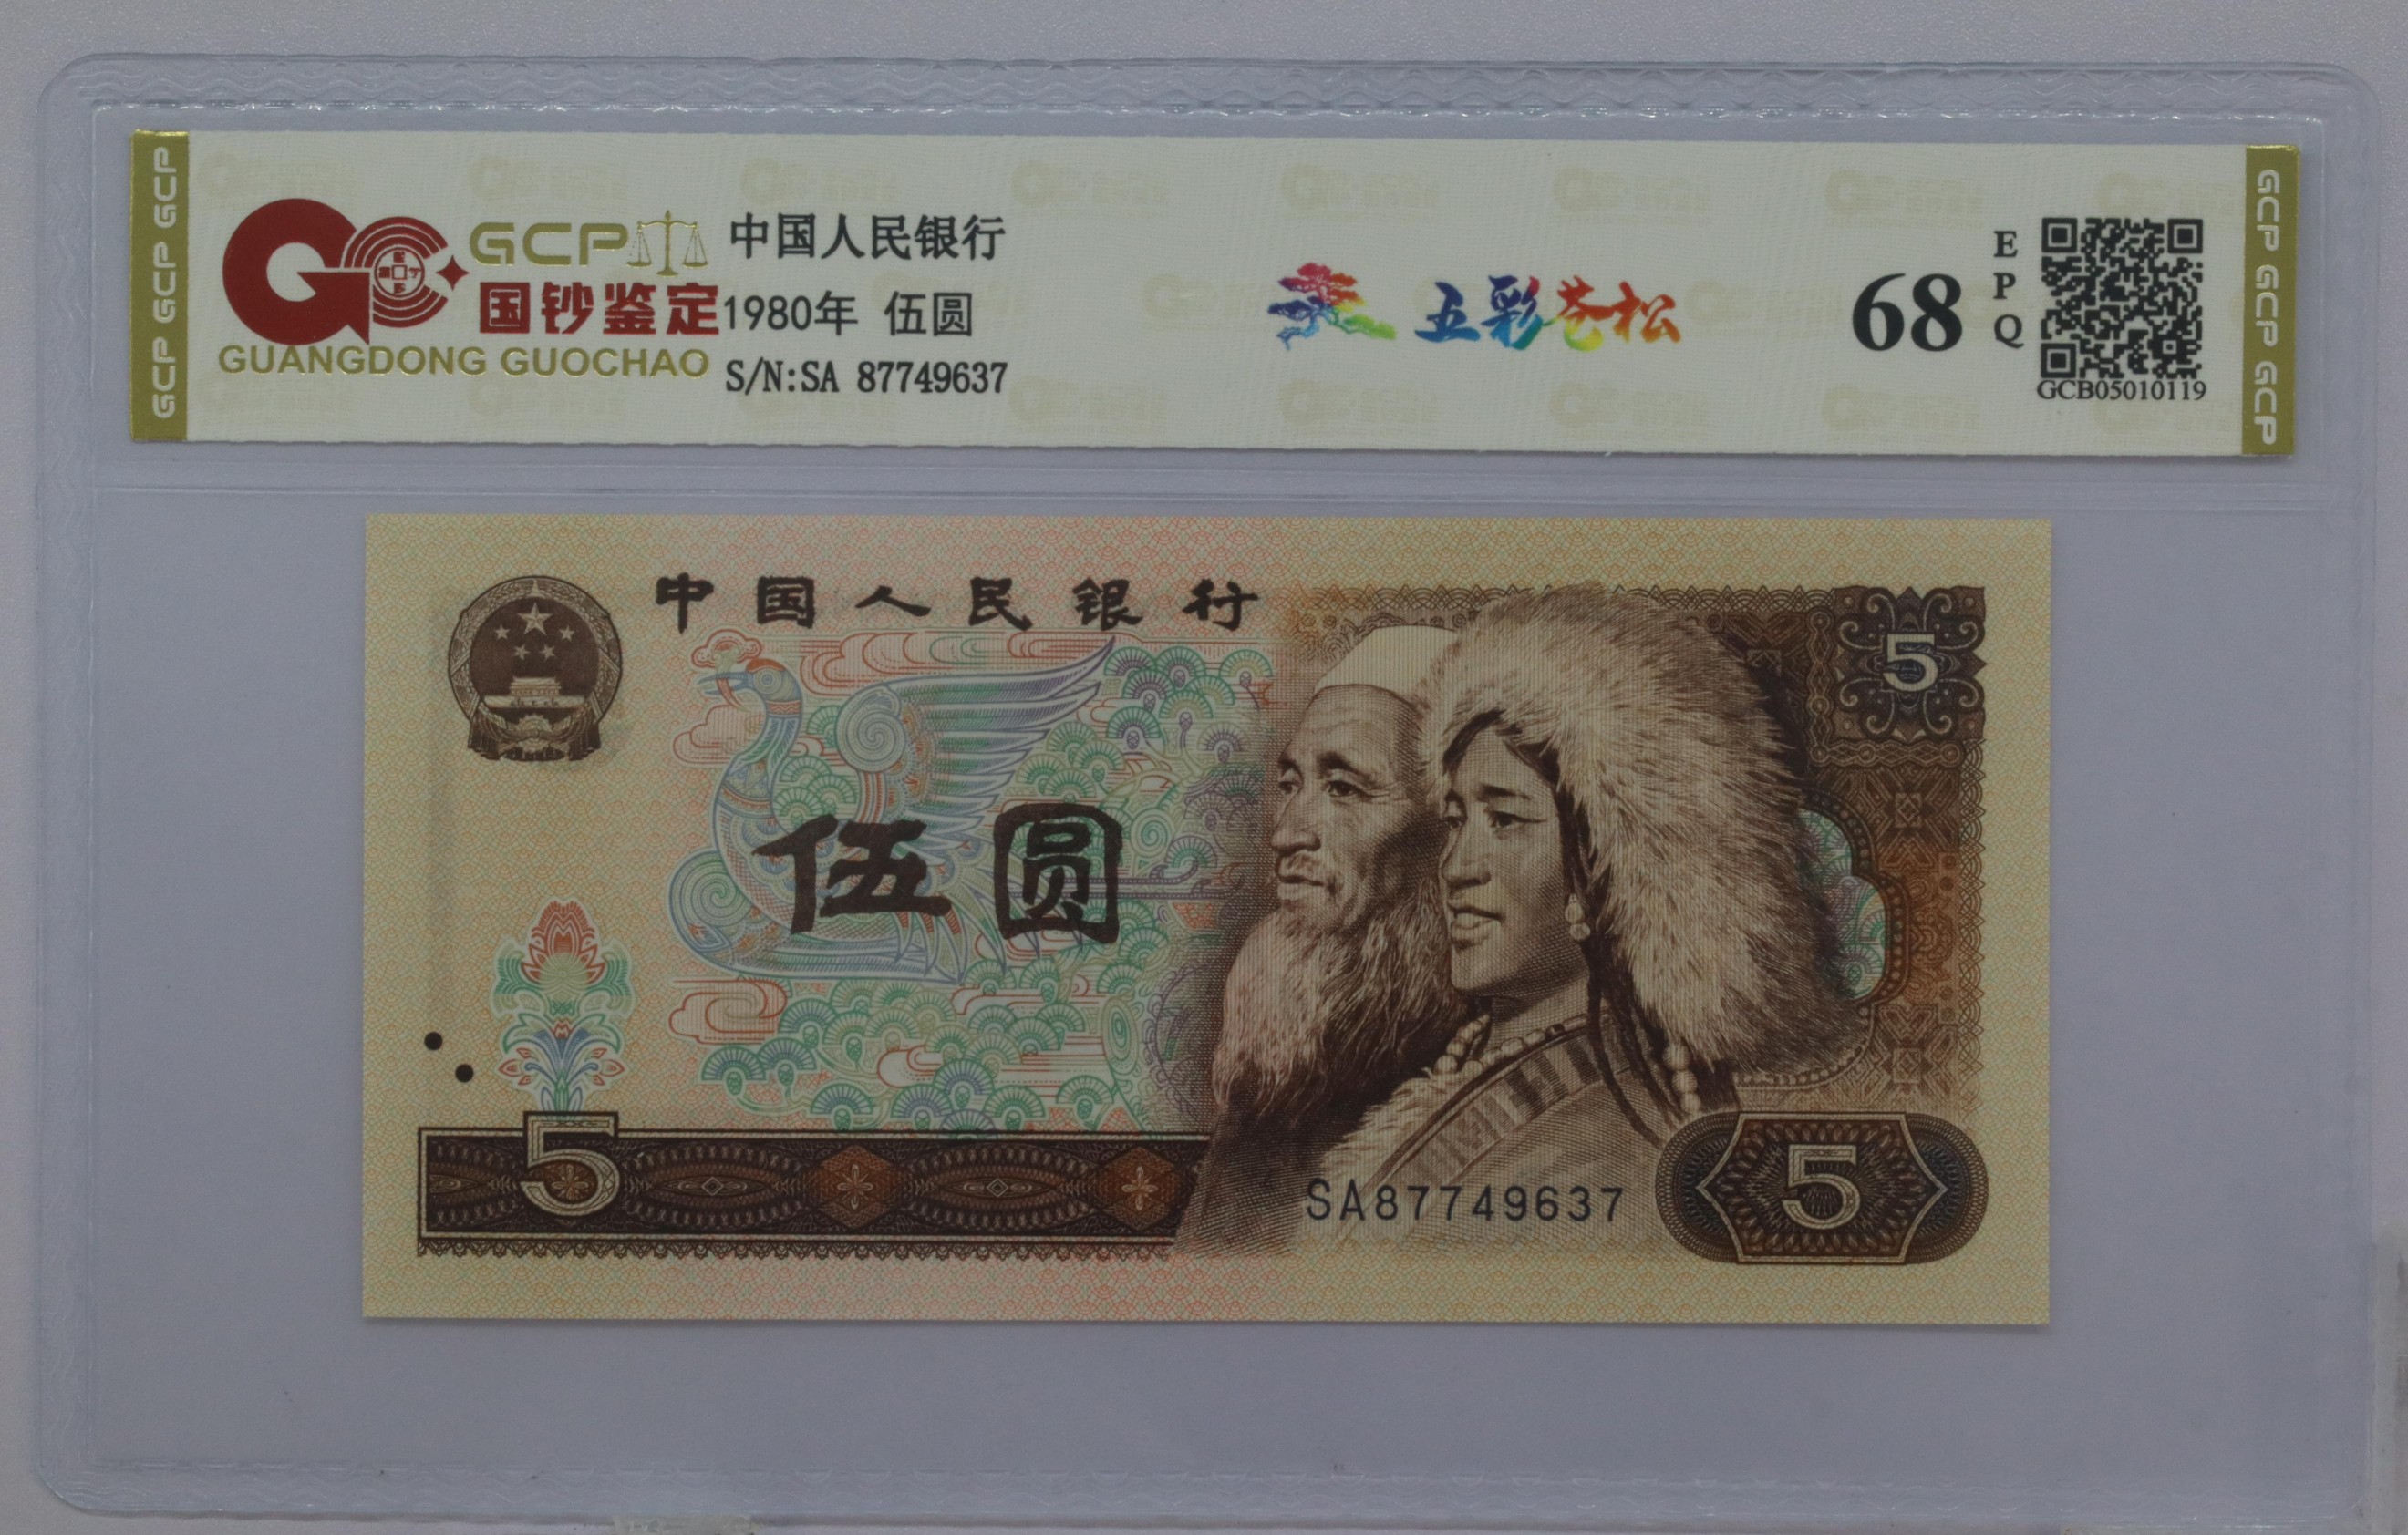 GCP GCP GCP
GCP
国钞鉴定
GUANGDONG GUOCHAO
中国人民银行
1980年 伍圆
S/N:SA 87749637
五彩苍松
68
EPQ
GCB05010119
GCP GCP GCP
中国人民银行
5
伍圆
5
SA87749637
5